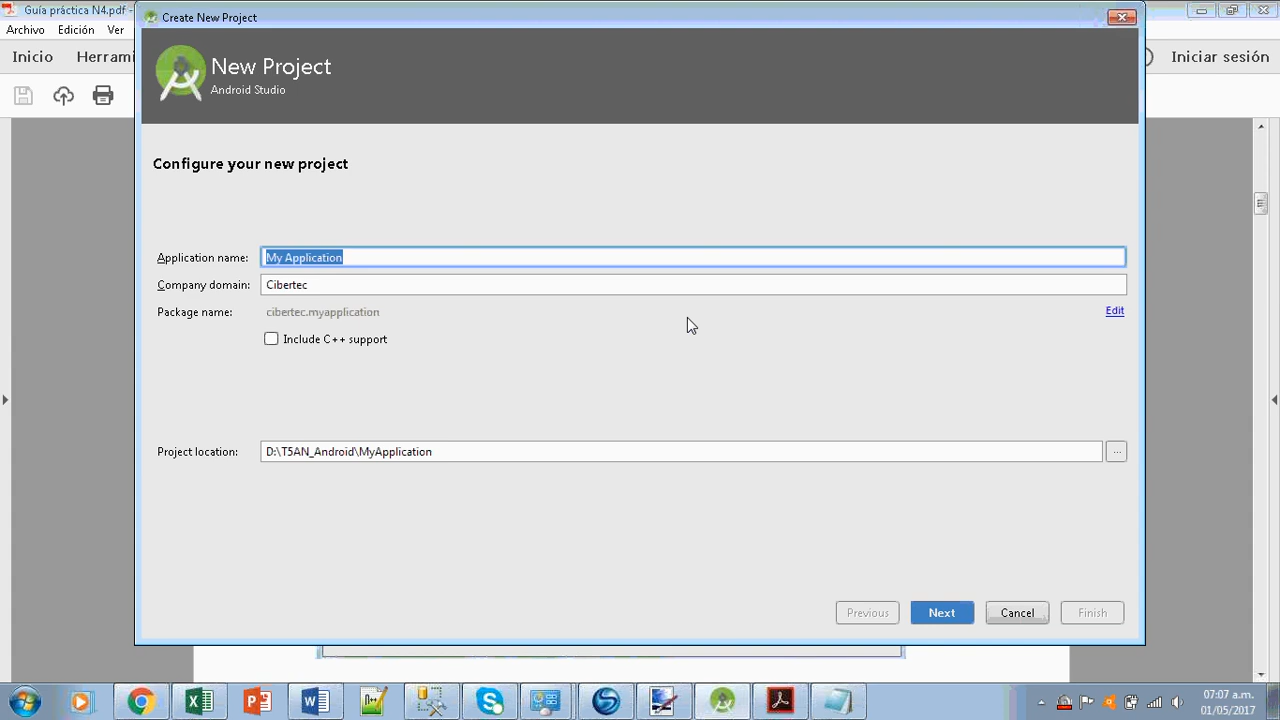 Guía práctica N4.pdf
Create New Project
Archivo Edición Ver
Inicio
Herrami
Iniciar sesión
New Project
Android Studio
Configure your new project
Application name: My Application
Company domain: Cibertec
Package name: cibertec.myapplication Edit
Include C++ support
Project location: D:\T5AN_Android\MyApplication ...
Previous Next Cancel Finish
07:07 a.m.
01/05/2017